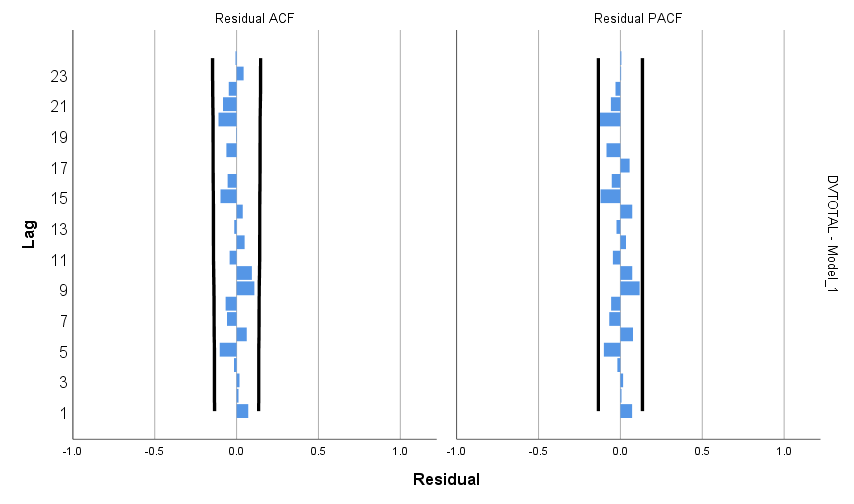 Residual ACF
Residual PACF
23
21
19
17
15
13
11
9
7
5
3
1
Lag
-1.0 -0.5 0.0 0.5 1.0
-1.0 -0.5 0.0 0.5 1.0
Residual
DVTOTAL - Model_1